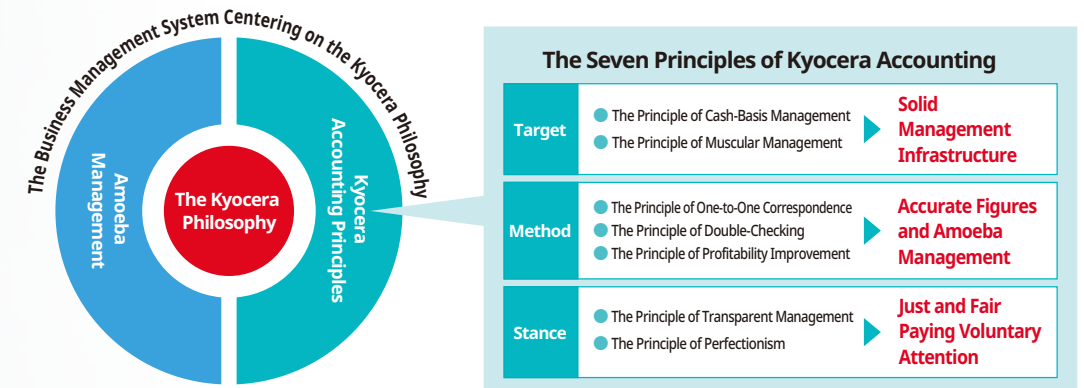 The Business Management System Centering on the Kyocera Philosophy
Amoeba
Management
The Kyocera
Philosophy
Kyocera
Accounting Principles
The Seven Principles of Kyocera Accounting
Target
The Principle of Cash-Basis Management
The Principle of Muscular Management
Solid
Management
Infrastructure
Method
The Principle of One-to-One Correspondence
The Principle of Double-Checking
The Principle of Profitability Improvement
Accurate Figures
and Amoeba
Management
Stance
The Principle of Transparent Management
The Principle of Perfectionism
Just and Fair
Paying Voluntary
Attention